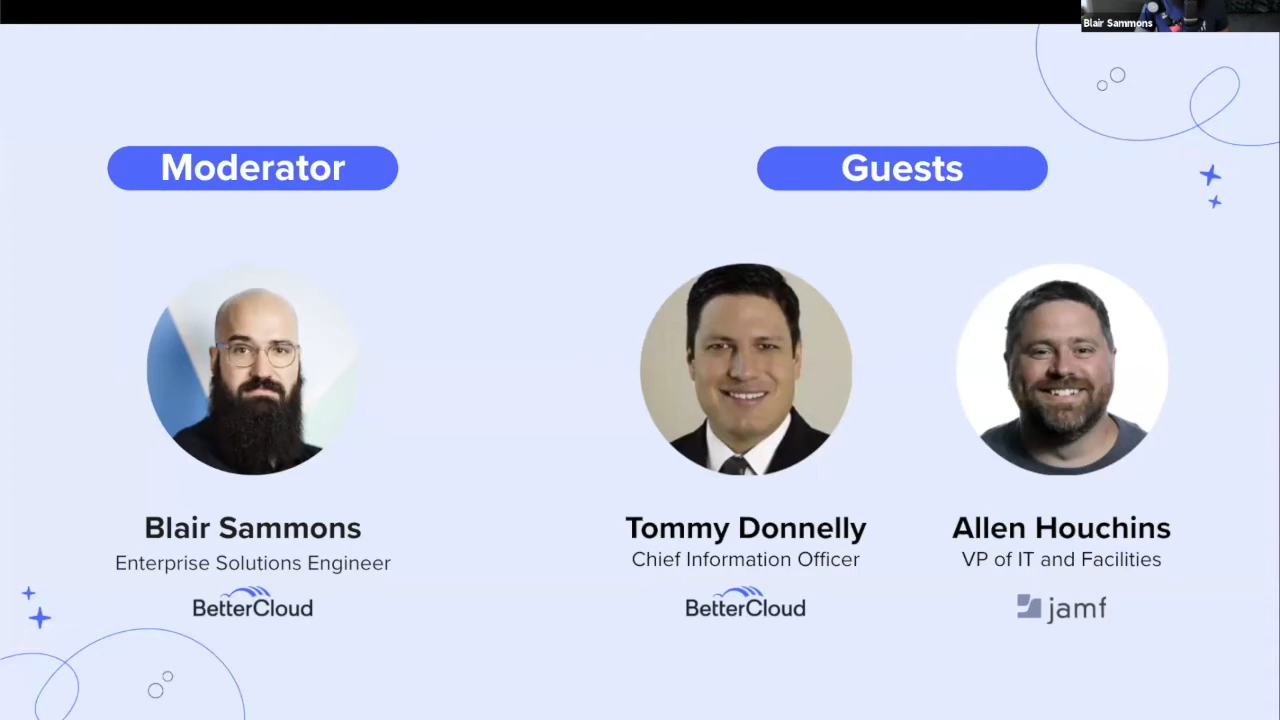 Blair Sammons
Moderator
Guests
Blair Sammons
Enterprise Solutions Engineer
BetterCloud
Tommy Donnelly
Chief Information Officer
BetterCloud
Allen Houchins
VP of IT and Facilities
jamf